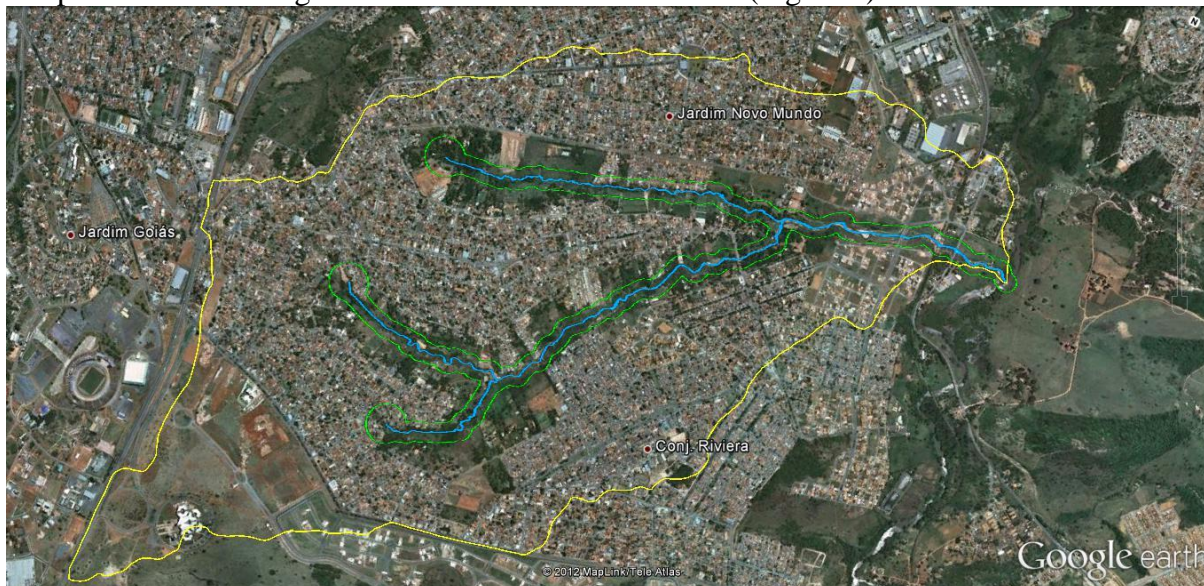 N
Jardim Novo Mundo
Jardim Goiás
Conj. Riviera
© 2012 MapLink/Tele Atlas
Google earth